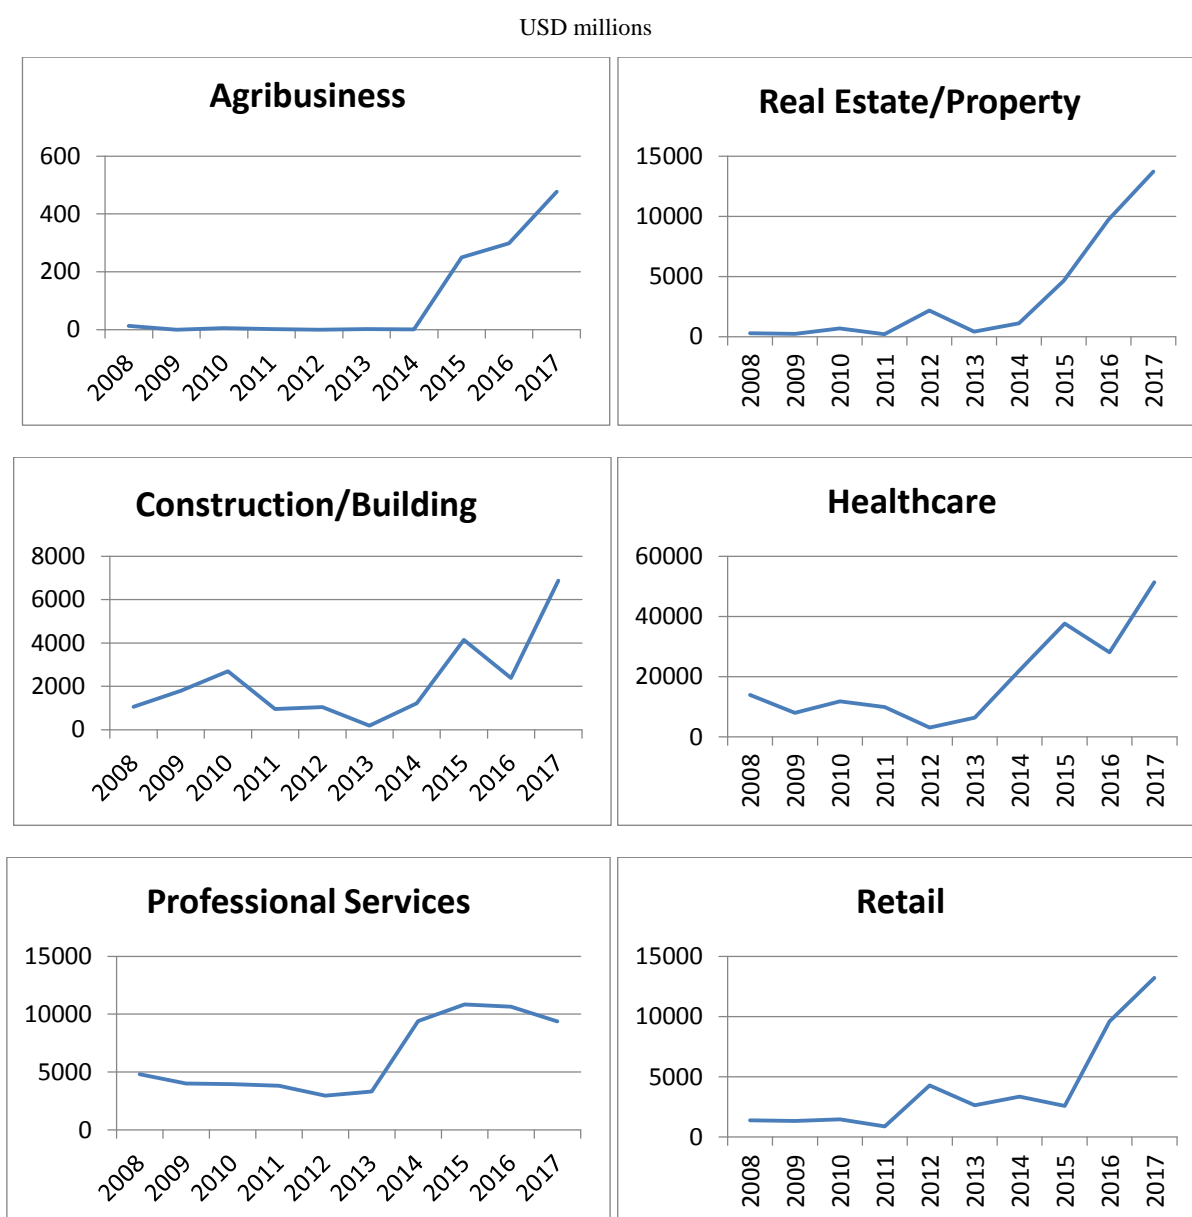 USD millions
Agribusiness
600
400
200
0
2008 2009 2010 2011 2012 2013 2014 2015 2016 2017
Real Estate/Property
15000
10000
5000
0
2008 2009 2010 2011 2012 2013 2014 2015 2016 2017
Construction/Building
8000
6000
4000
2000
0
2008 2009 2010 2011 2012 2013 2014 2015 2016 2017
Healthcare
60000
40000
20000
0
2008 2009 2010 2011 2012 2013 2014 2015 2016 2017
Professional Services
15000
10000
5000
0
2008 2009 2010 2011 2012 2013 2014 2015 2016 2017
Retail
15000
10000
5000
0
2008 2009 2010 2011 2012 2013 2014 2015 2016 2017